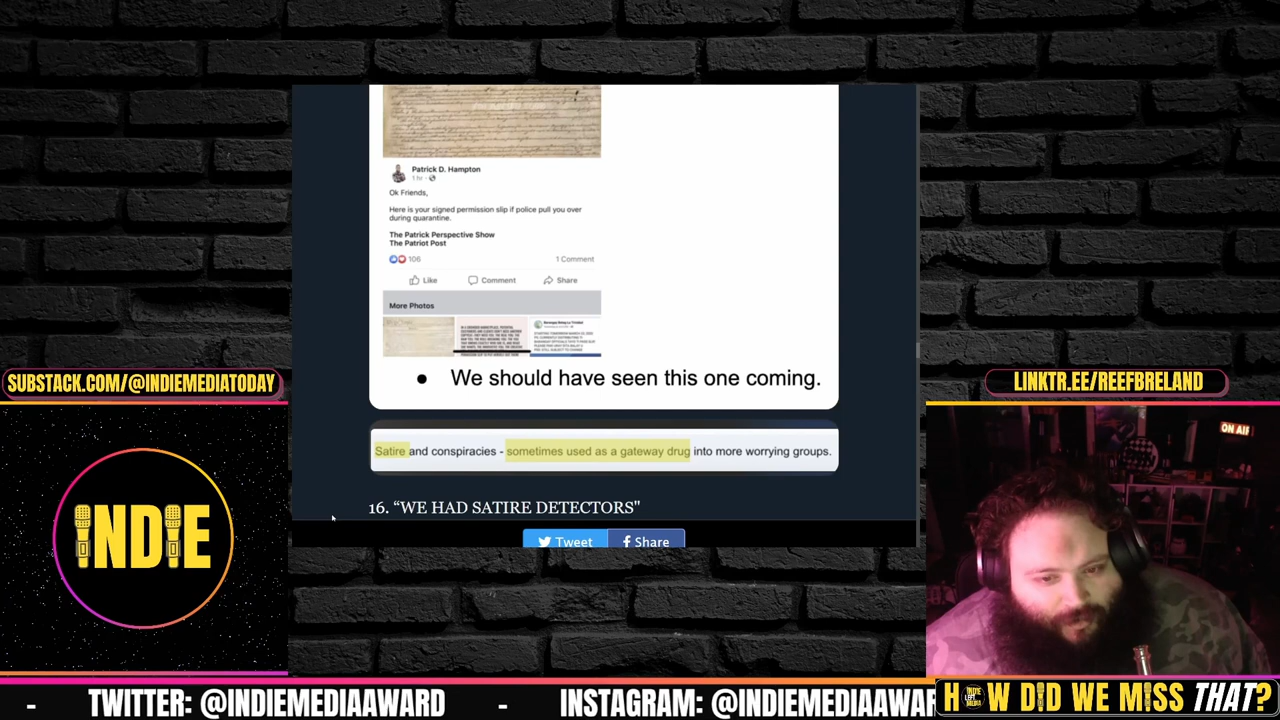 Patrick D. Hampton
1 hr
Ok Friends,
Here is your signed permission slip if police pull you over
during quarantine.
The Patrick Perspective Show
The Patriot Post
106
1 Comment
Like
Comment
Share
More Photos
● We should have seen this one coming.
Satire and conspiracies - sometimes used as a gateway drug into more worrying groups.
16. “WE HAD SATIRE DETECTORS"
Tweet
Share
SUBSTACK.COM/@INDIEMEDIATODAY
LINKTR.EE/REEFBRELAND
INDIE
ON AIR
- TWITTER: @INDIEMEDIAAWARD - INSTAGRAM: @INDIEMEDIAAWAR
HOW DID WE MISS THAT?